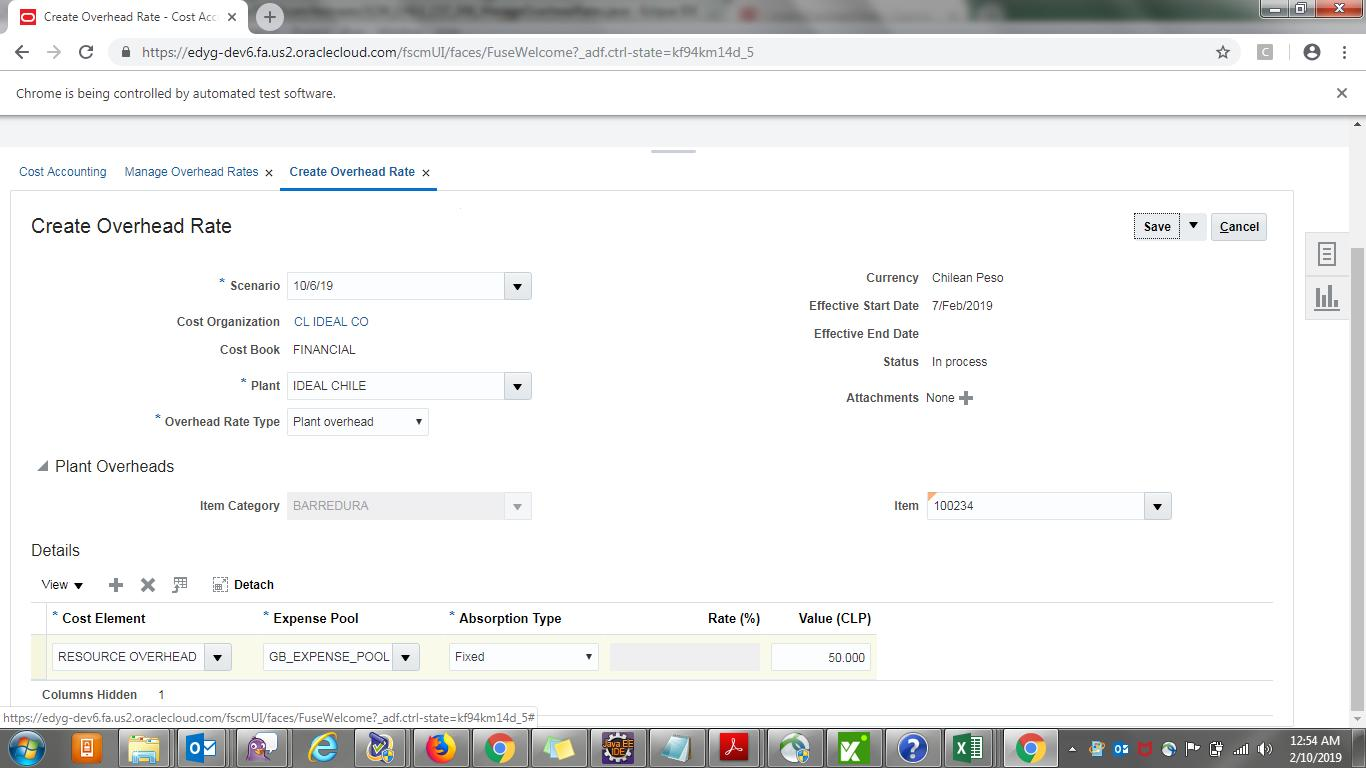 Create Overhead Rate - Cost Acc
https://edyg-dev6.fa.us2.oraclecloud.com/fscmUI/faces/FuseWelcome?_adf.ctrl-state=kf94km14d_5
Chrome is being controlled by automated test software.
Cost Accounting Manage Overhead Rates Create Overhead Rate
Create Overhead Rate
Save Cancel
* Scenario 10/6/19
Currency Chilean Peso
Cost Organization CL IDEAL CO
Effective Start Date 7/Feb/2019
Cost Book FINANCIAL
Effective End Date
* Plant IDEAL CHILE
Status In process
* Overhead Rate Type Plant overhead
Attachments None
Plant Overheads
Item Category BARREDURA
Item 100234
Details
View Detach
* Cost Element * Expense Pool * Absorption Type Rate (%) Value (CLP)
RESOURCE OVERHEAD GB_EXPENSE_POOL Fixed 50.000
Columns Hidden 1
https://edyg-dev6.fa.us2.oraclecloud.com/fscmUI/faces/FuseWelcome?_adf.ctrl-state=kf94km14d_5#
Java EE
IDE
12:54 AM
2/10/2019